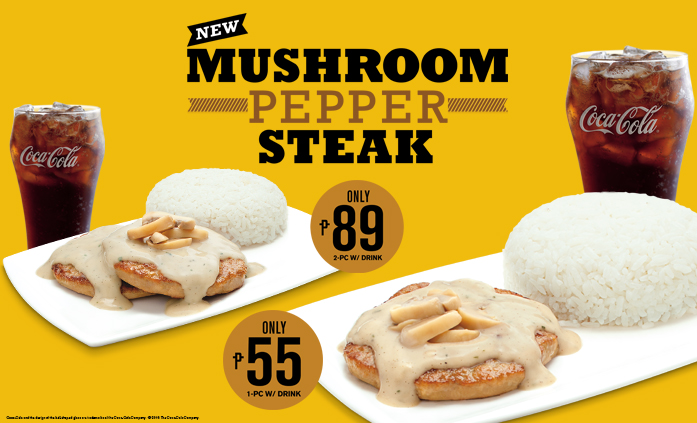 NEW
MUSHROOM
PEPPER
STEAK
Coca-Cola
Coca-Cola
ONLY
₱89
2-PC W/ DRINK
ONLY
₱55
1-PC W/ DRINK